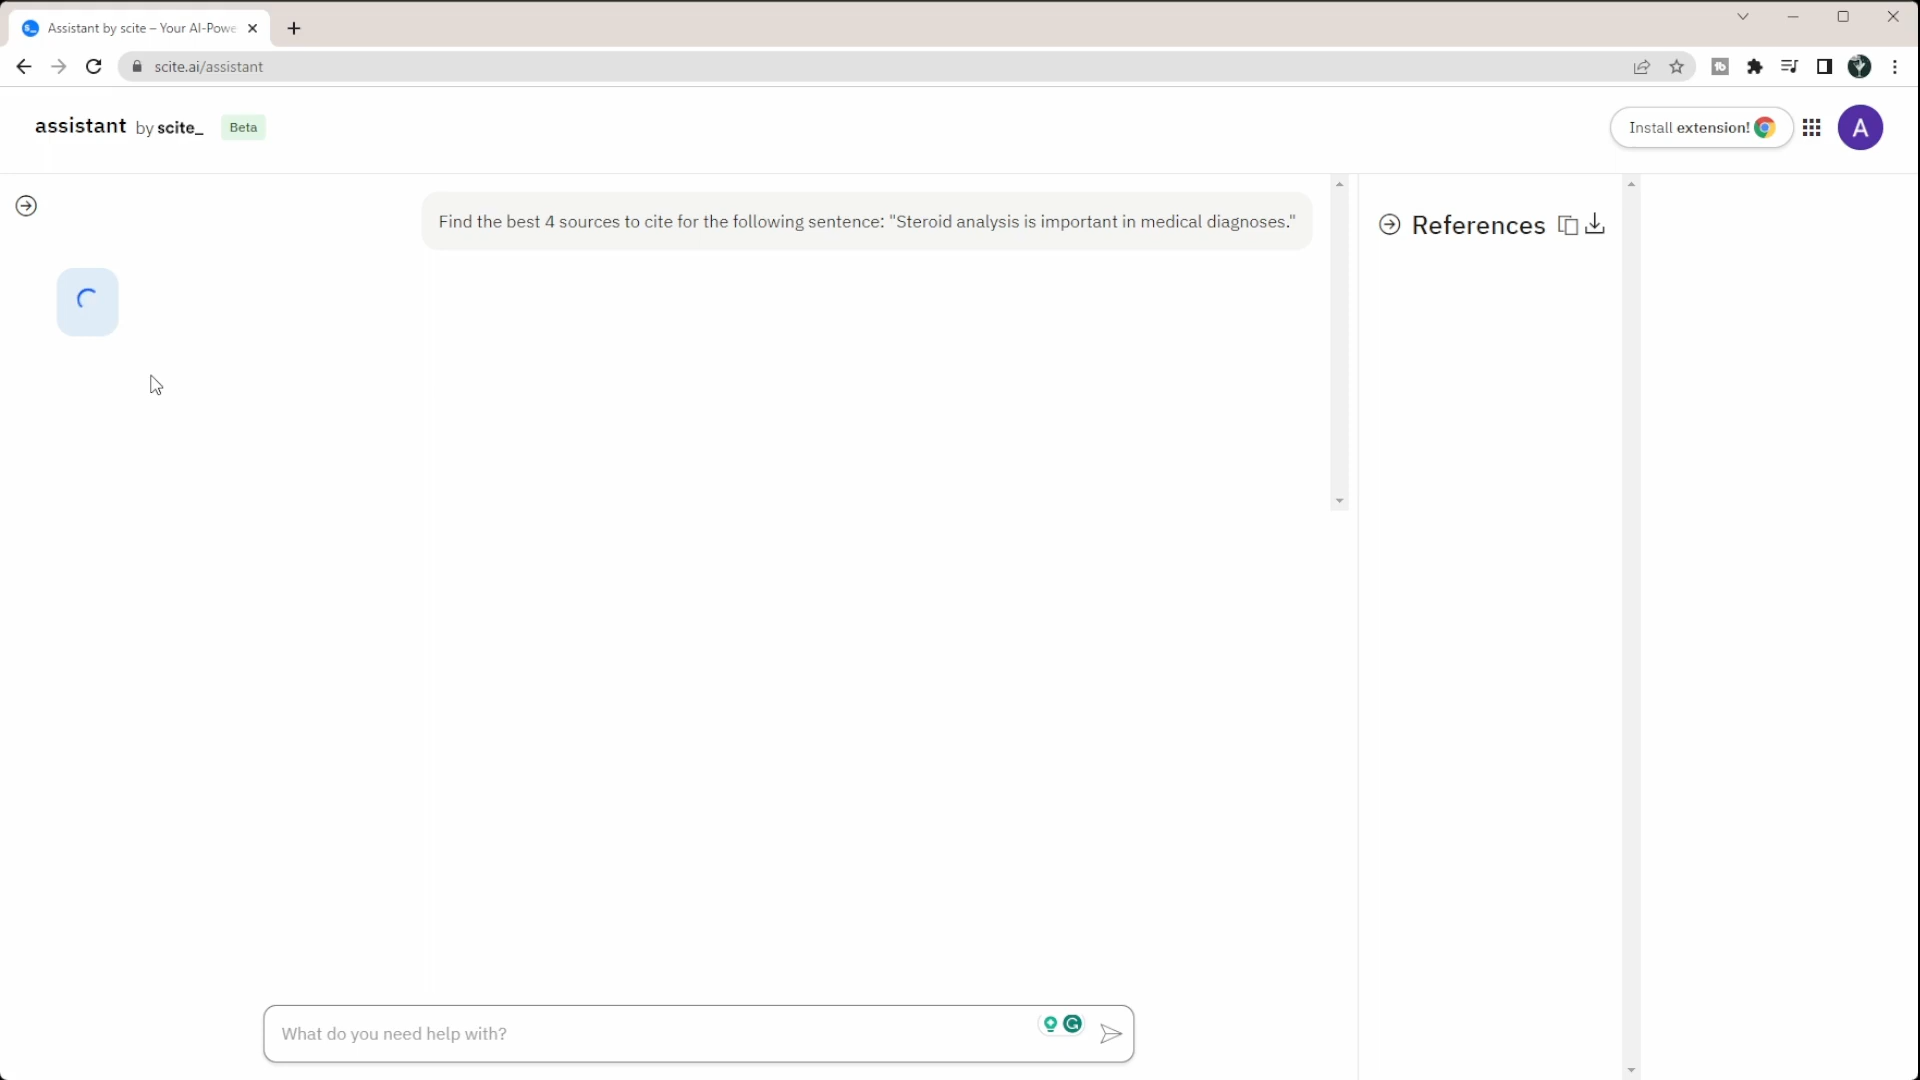 Assistant by scite – Your AI-Powe
scite.ai/assistant
assistant by scite_ Beta
Install extension!
A
Find the best 4 sources to cite for the following sentence: "Steroid analysis is important in medical diagnoses."
References
What do you need help with?